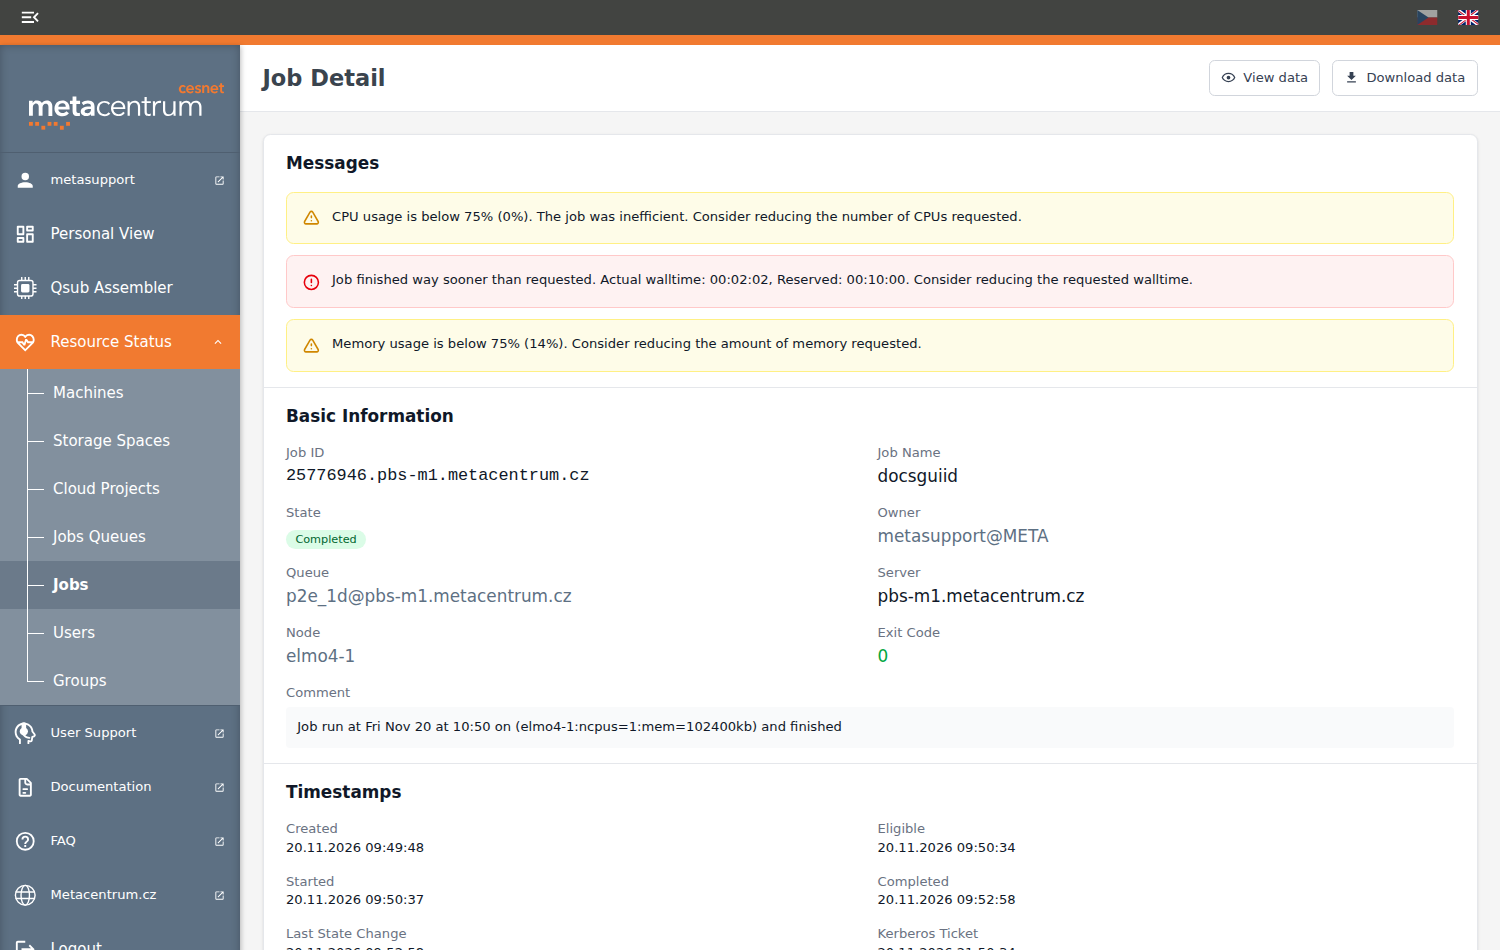 Job Detail
View data
Download data
cesnet
metacentrum
metasupport
Personal View
Qsub Assembler
Resource Status
Machines
Storage Spaces
Cloud Projects
Jobs Queues
Jobs
Users
Groups
User Support
Documentation
FAQ
Metacentrum.cz
Logout
Messages
CPU usage is below 75% (0%). The job was inefficient. Consider reducing the number of CPUs requested.
Job finished way sooner than requested. Actual walltime: 00:02:02, Reserved: 00:10:00. Consider reducing the requested walltime.
Memory usage is below 75% (14%). Consider reducing the amount of memory requested.
Basic Information
Job ID
25776946.pbs-m1.metacentrum.cz
Job Name
docsguiid
State
Completed
Owner
metasupport@META
Queue
p2e_1d@pbs-m1.metacentrum.cz
Server
pbs-m1.metacentrum.cz
Node
elmo4-1
Exit Code
0
Comment
Job run at Fri Nov 20 at 10:50 on (elmo4-1:ncpus=1:mem=102400kb) and finished
Timestamps
Created
20.11.2026 09:49:48
Eligible
20.11.2026 09:50:34
Started
20.11.2026 09:50:37
Completed
20.11.2026 09:52:58
Last State Change
Kerberos Ticket